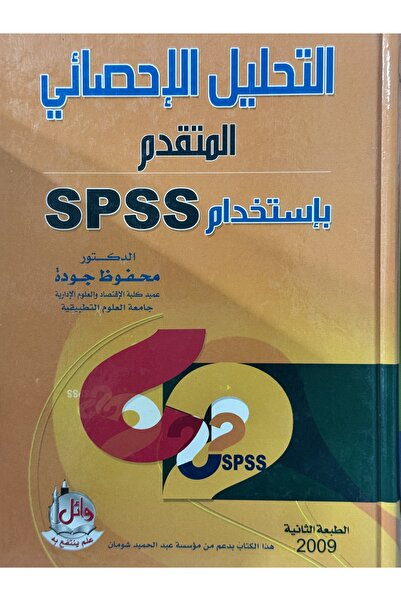 التحليل الإحصائي
المتقدم
بإستخدام SPSS
الدكتور
محفوظ جودة
عميد كلية الإقتصاد والعلوم الإدارية
جامعة العلوم التطبيقية
SPSS
SPSS
وائل
علم ينتفع به
الطبعة الثانية
2009
هذا الكتاب بدعم من مؤسسة عبد الحميد شومان